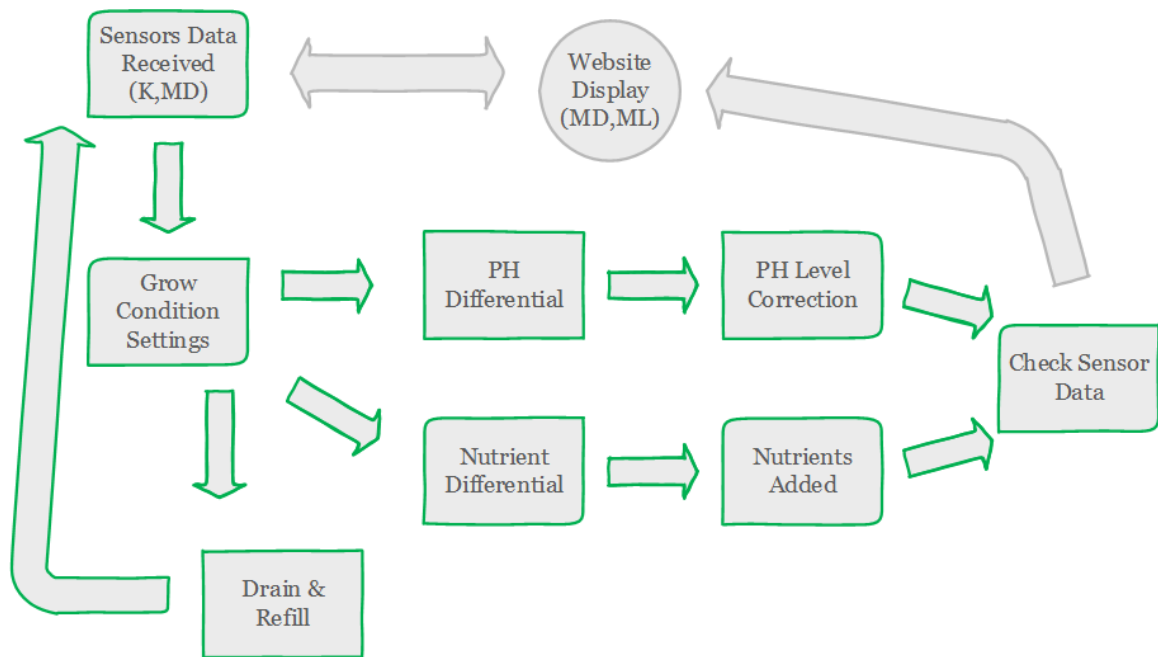 Sensors Data
Received
(K,MD)
Website
Display
(MD,ML)
Grow
Condition
Settings
PH
Differential
PH Level
Correction
Check Sensor
Data
Nutrient
Differential
Nutrients
Added
Drain &
Refill